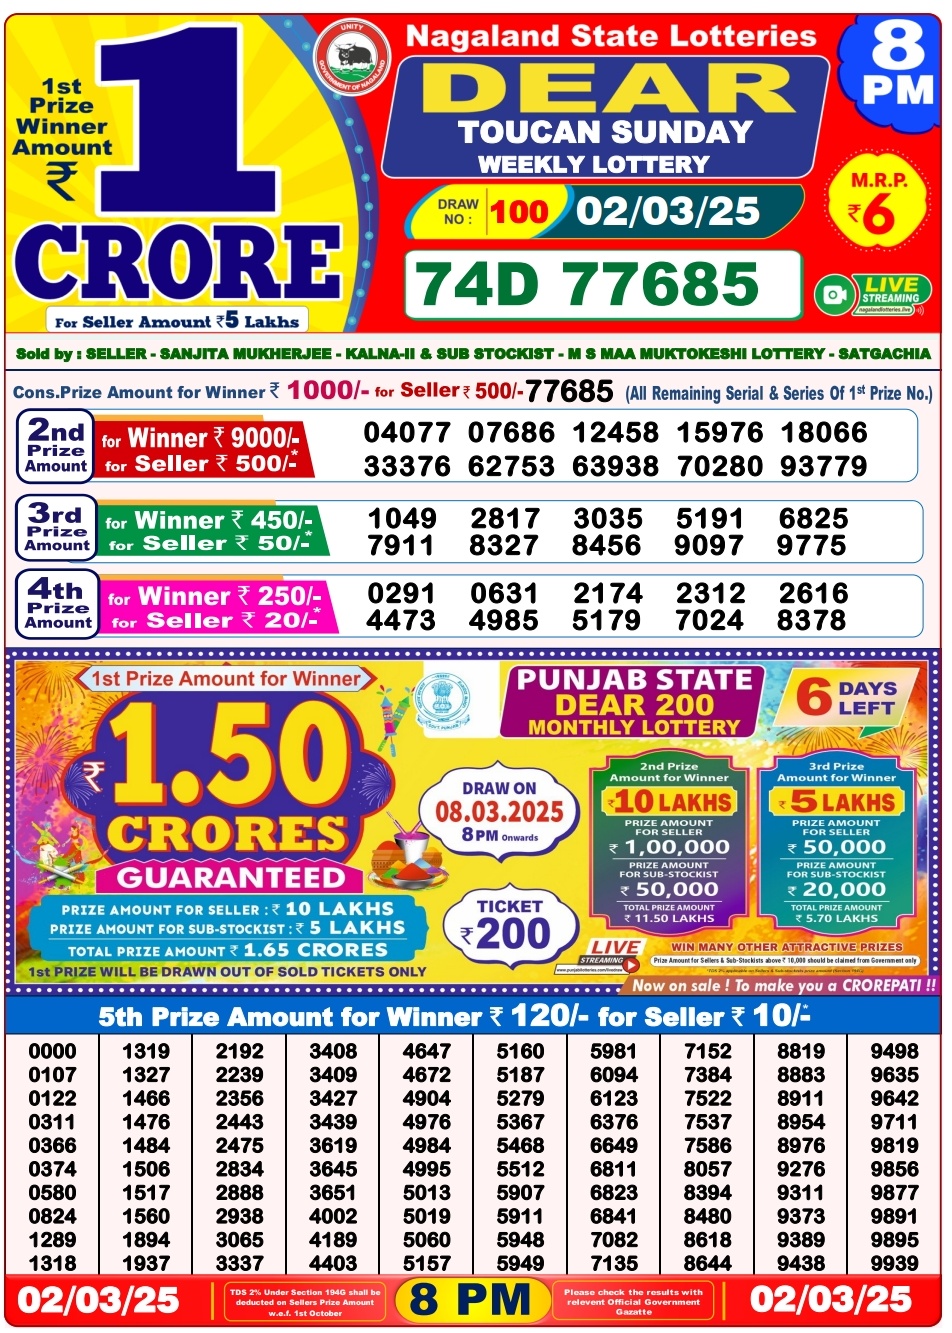 1st
Prize
Winner
Amount
₹
1
CRORE
For Seller Amount ₹5 Lakhs
UNITY
GOVERNMENT OF NAGALAND
Nagaland State Lotteries
DEAR
TOUCAN SUNDAY
WEEKLY LOTTERY
8
PM
DRAW
NO :
100
02/03/25
M.R.P.
₹6
74D 77685
LIVE
STREAMING
nagalandlotteries.live
Sold by : SELLER - SANJITA MUKHERJEE - KALNA-II & SUB STOCKIST - M S MAA MUKTOKESHI LOTTERY - SATGACHIA
Cons.Prize Amount for Winner ₹ 1000/- for Seller ₹ 500/- 77685 (All Remaining Serial & Series Of 1st Prize No.)
2nd
Prize
Amount
for Winner ₹ 9000/-
for Seller ₹ 500/-*
04077 07686 12458 15976 18066
33376 62753 63938 70280 93779
3rd
Prize
Amount
for Winner ₹ 450/-
for Seller ₹ 50/-*
1049 2817 3035 5191 6825
7911 8327 8456 9097 9775
4th
Prize
Amount
for Winner ₹ 250/-
for Seller ₹ 20/-*
0291 0631 2174 2312 2616
4473 4985 5179 7024 8378
1st Prize Amount for Winner
₹1.50
CRORES
GUARANTEED
PRIZE AMOUNT FOR SELLER : ₹ 10 LAKHS
PRIZE AMOUNT FOR SUB-STOCKIST : ₹ 5 LAKHS
TOTAL PRIZE AMOUNT ₹ 1.65 CRORES
1st PRIZE WILL BE DRAWN OUT OF SOLD TICKETS ONLY
PUNJAB STATE
DEAR 200
MONTHLY LOTTERY
6 DAYS
LEFT
DRAW ON
08.03.2025
8PM Onwards
TICKET
₹200
2nd Prize
Amount for Winner
₹10 LAKHS
PRIZE AMOUNT
FOR SELLER
₹ 1,00,000
PRIZE AMOUNT
FOR SUB-STOCKIST
₹ 50,000
TOTAL PRIZE AMOUNT
₹ 11.50 LAKHS
3rd Prize
Amount for Winner
₹ 5 LAKHS
PRIZE AMOUNT
FOR SELLER
₹ 50,000
PRIZE AMOUNT
FOR SUB-STOCKIST
₹ 20,000
TOTAL PRIZE AMOUNT
₹ 5.70 LAKHS
LIVE
STREAMING
WIN MANY OTHER ATTRACTIVE PRIZES
Prize Amount for Sellers & Sub-Stockists above ₹ 10,000 should be claimed from Government only
Now on sale ! To make you a CROREPATI !!
5th Prize Amount for Winner ₹ 120/- for Seller ₹ 10/-*
0000 1319 2192 3408 4647 5160 5981 7152 8819 9498
0107 1327 2239 3409 4672 5187 6094 7384 8883 9635
0122 1466 2356 3427 4904 5279 6123 7522 8911 9642
0311 1476 2443 3439 4976 5367 6376 7537 8954 9711
0366 1484 2475 3619 4984 5468 6649 7586 8976 9819
0374 1506 2834 3645 4995 5512 6811 8057 9276 9856
0580 1517 2888 3651 5013 5907 6823 8394 9311 9877
0824 1560 2938 4002 5019 5911 6841 8480 9373 9891
1289 1894 3065 4189 5060 5948 7082 8618 9389 9895
1318 1937 3337 4403 5157 5949 7135 8644 9438 9939
02/03/25
TDS 2% Under Section 194G shall be
deducted on Sellers Prize Amount
w.e.f. 1st October
8 PM
Please check the results with
relevent Official Government
Gazatte
02/03/25